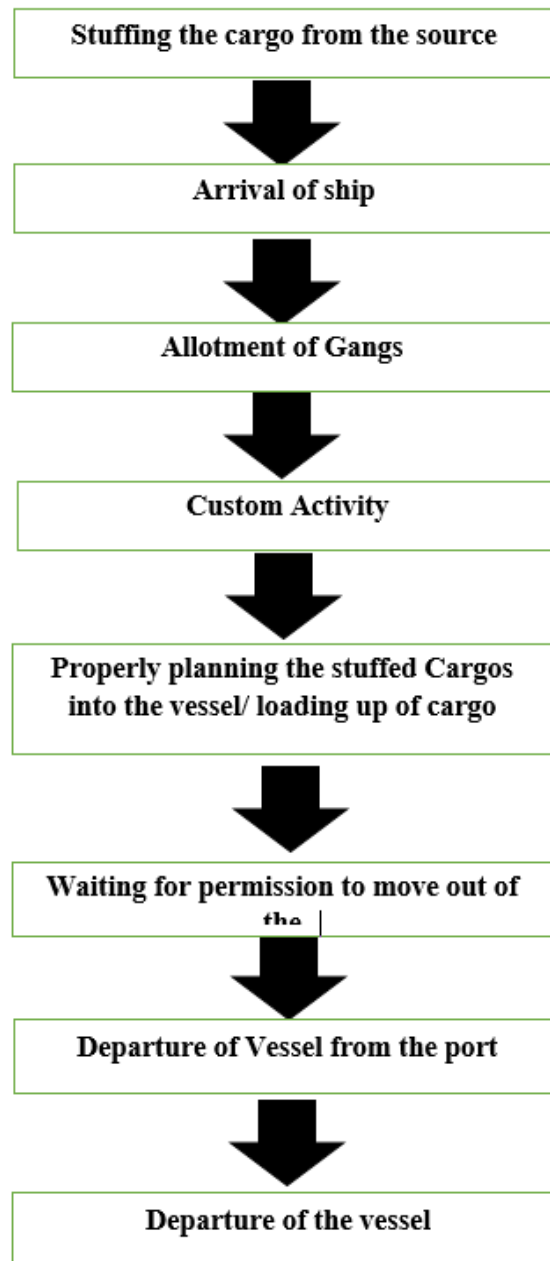 Stuffing the cargo from the source
Arrival of ship
Allotment of Gangs
Custom Activity
Properly planning the stuffed Cargos
into the vessel/ loading up of cargo
Waiting for permission to move out of
the
Departure of Vessel from the port
Departure of the vessel